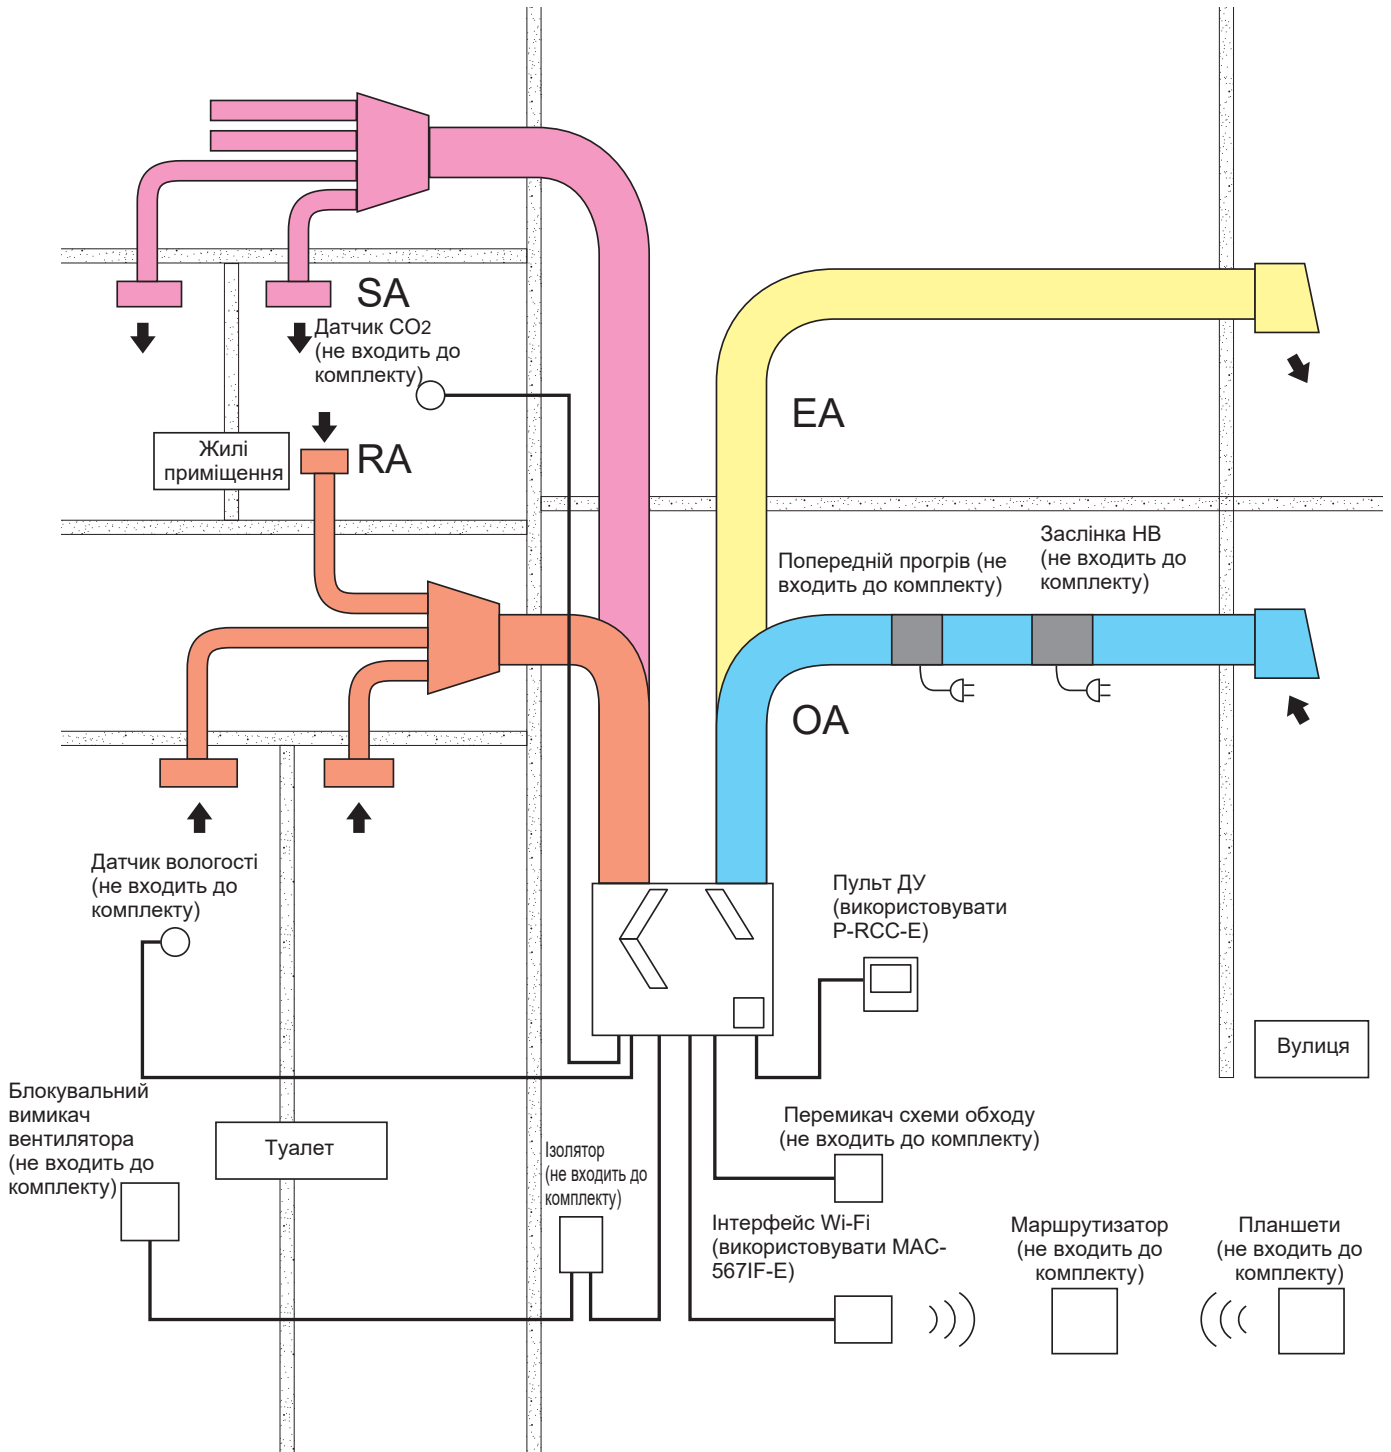 SA
Датчик CO2
(не входить до
комплекту)
EA
Жилі
приміщення
RA
Заслінка НВ
(не входить до
комплекту)
Попередній прогрів (не
входить до комплекту)
OA
Датчик вологості
(не входить до
комплекту)
Пульт ДУ
(використовувати
P-RCC-E)
Вулиця
Блокувальний
вимикач
вентилятора
(не входить до
комплекту)
Туалет
Ізолятор
(не входить до
комплекту)
Перемикач схеми обходу
(не входить до комплекту)
Інтерфейс Wi-Fi
(використовувати MAC-
567IF-E)
Маршрутизатор
(не входить до
комплекту)
Планшети
(не входить до
комплекту)